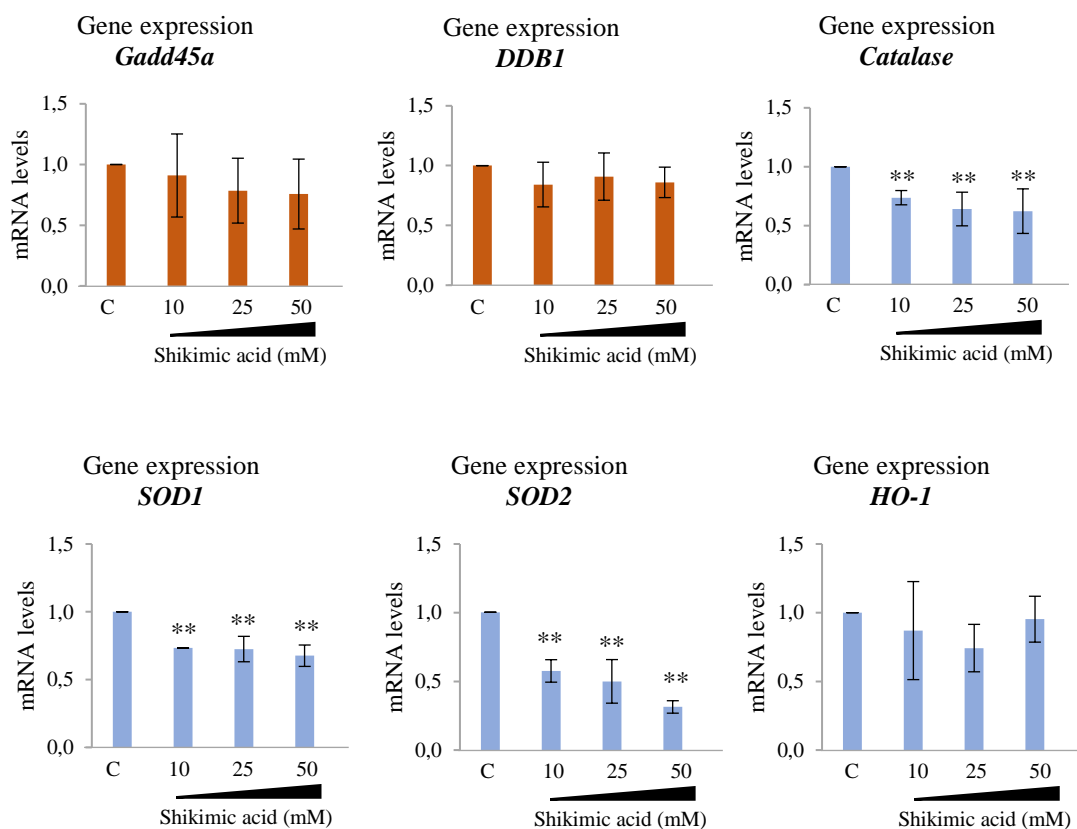 Gene expression
Gadd45a
mRNA levels
1,5
1,0
0,5
0,0
C 10 25 50
Shikimic acid (mM)
Gene expression
DDB1
mRNA levels
1,5
1,0
0,5
0,0
C 10 25 50
Shikimic acid (mM)
Gene expression
Catalase
mRNA levels
1,5
1,0
0,5
0,0
** ** **
C 10 25 50
Shikimic acid (mM)
Gene expression
SOD1
mRNA levels
1,5
1,0
0,5
0,0
** ** **
C 10 25 50
Shikimic acid (mM)
Gene expression
SOD2
mRNA levels
1,5
1,0
0,5
0,0
** ** **
C 10 25 50
Shikimic acid (mM)
Gene expression
HO-1
mRNA levels
1,5
1,0
0,5
0,0
C 10 25 50
Shikimic acid (mM)